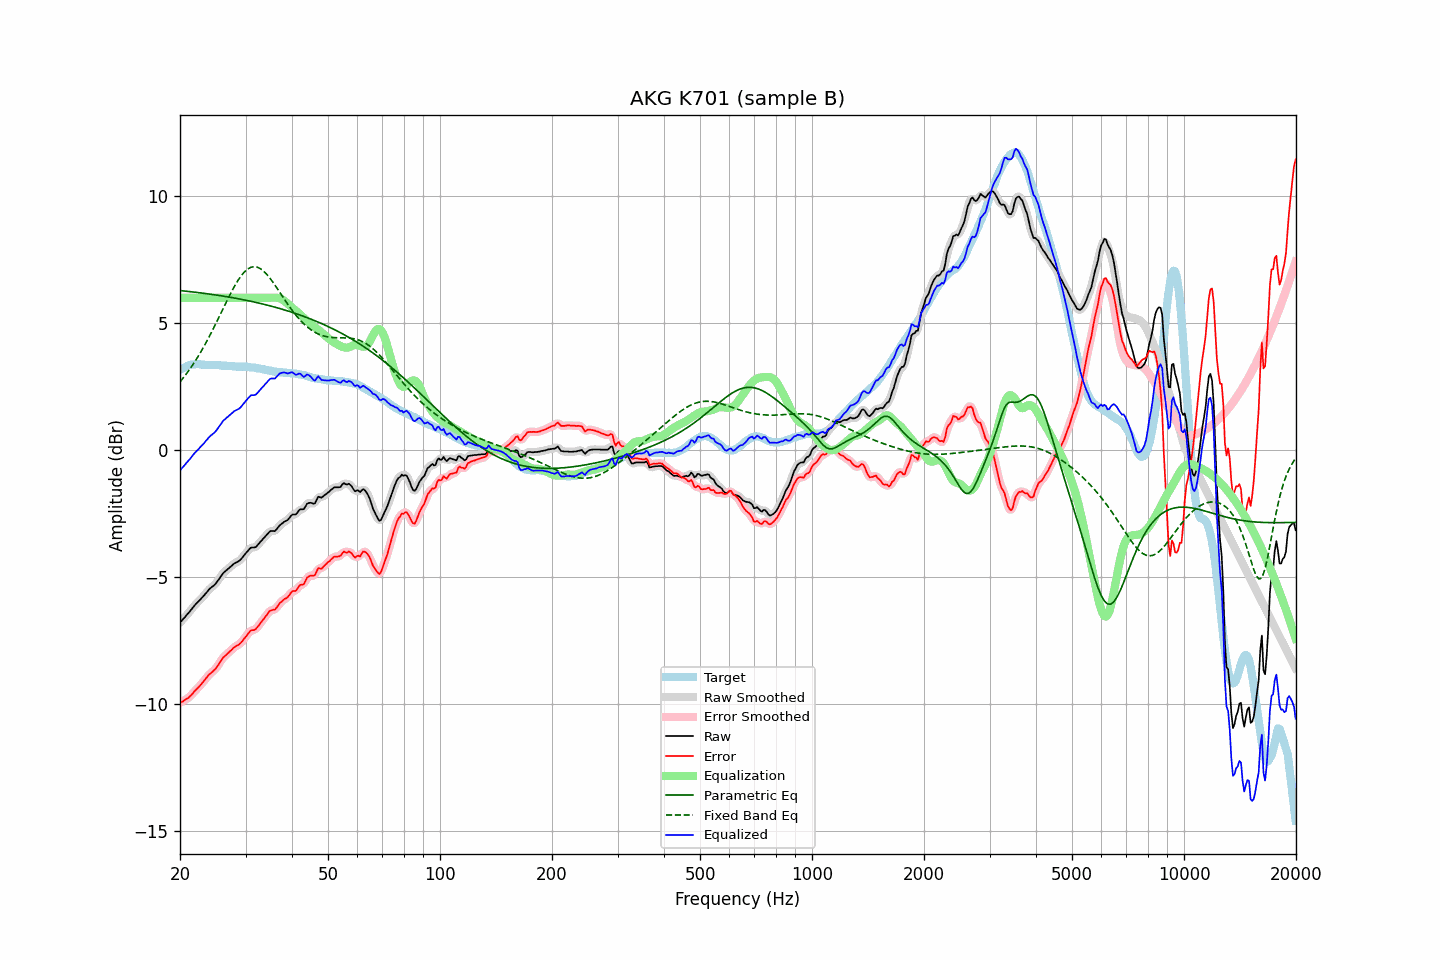 AKG K701 (sample B)
Amplitude (dBr)
10
5
0
−5
−10
−15
Target
Raw Smoothed
Error Smoothed
Raw
Error
Equalization
Parametric Eq
Fixed Band Eq
Equalized
20 50 100 200 500 1000 2000 5000 10000 20000
Frequency (Hz)